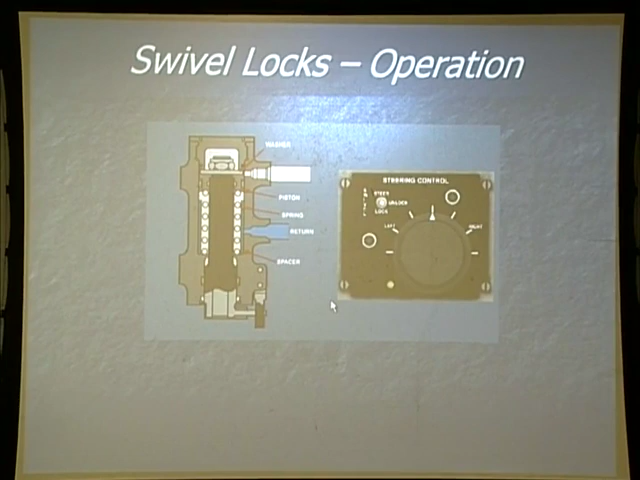 Swivel Locks – Operation
WASHER
PISTON
SPRING
RETURN
SPACER
STEERING CONTROL
STEER
UNLOCK
LOCK
LEFT
RIGHT